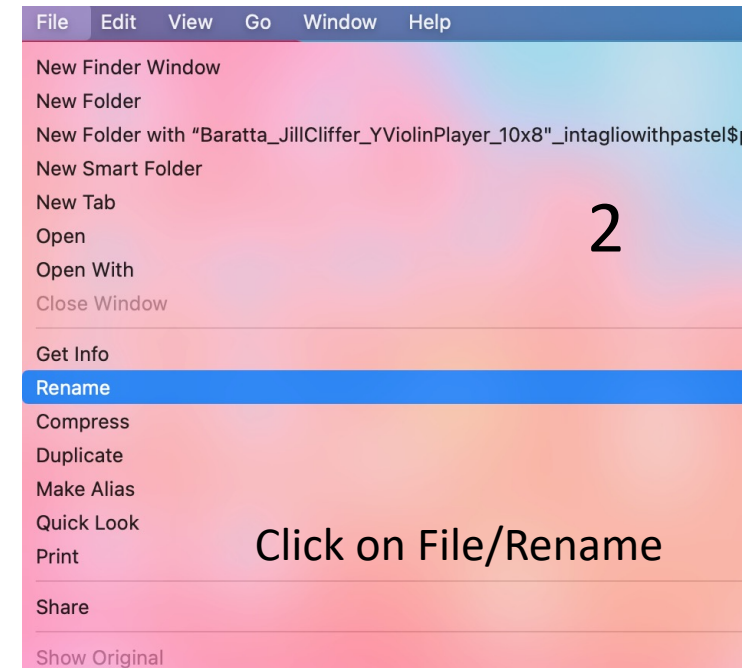 File Edit View Go Window Help
New Finder Window
New Folder
New Folder with “Baratta_JillCliffer_YViolinPlayer_10x8"_intagliowithpastel$
New Smart Folder
New Tab
2
Open
Open With
Close Window
Get Info
Rename
Compress
Duplicate
Make Alias
Quick Look
Click on File/Rename
Print
Share
Show Original